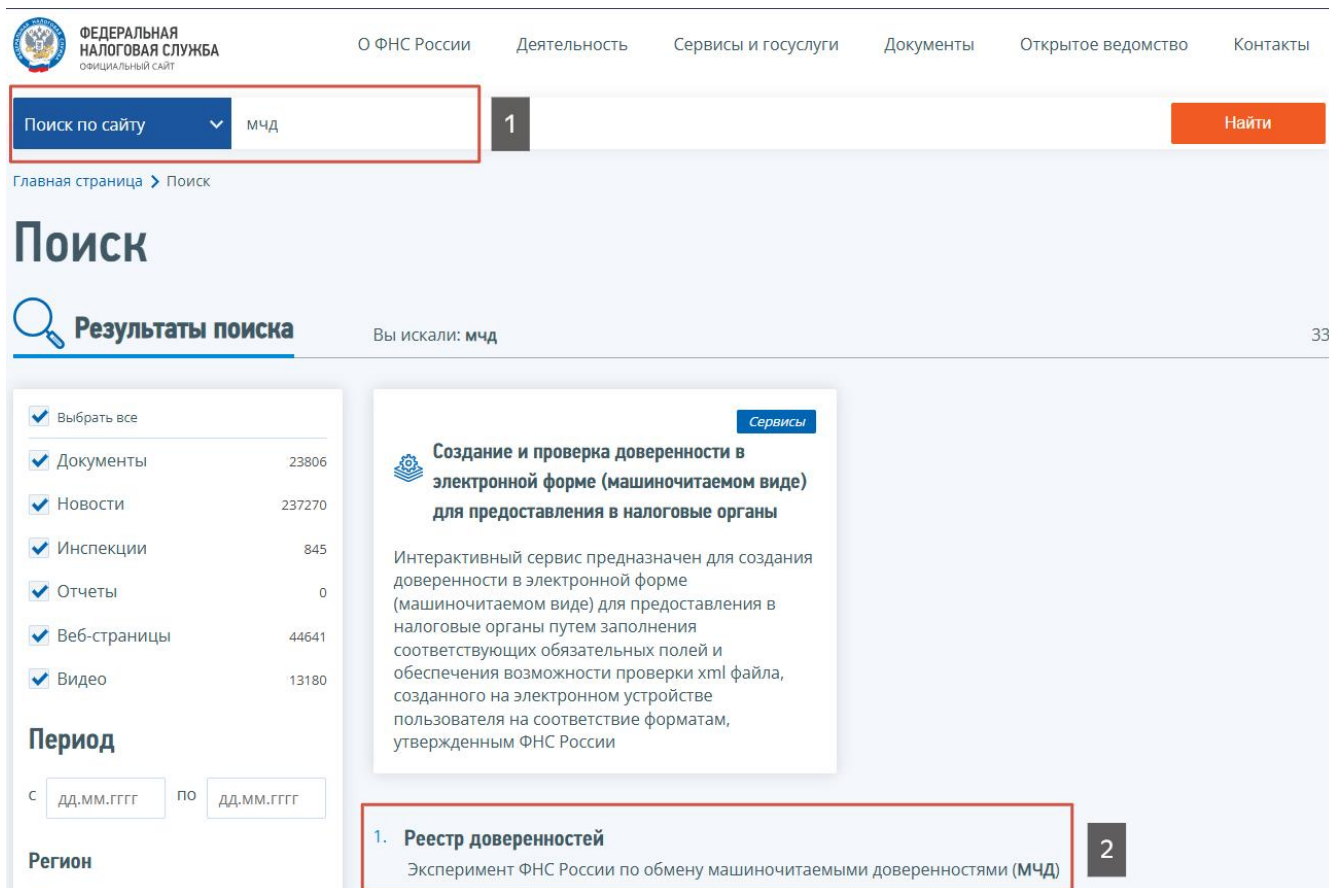 ФЕДЕРАЛЬНАЯ
НАЛОГОВАЯ СЛУЖБА
ОФИЦИАЛЬНЫЙ САЙТ
О ФНС России Деятельность Сервисы и госуслуги Документы Открытое ведомство Контакты
Поиск по сайту мчд 1 Найти
Главная страница > Поиск
Поиск
Результаты поиска Вы искали: мчд 33
Выбрать все
Документы 23806
Новости 237270
Инспекции 845
Отчеты 0
Веб-страницы 44641
Видео 13180
Период
с дд.мм.гггг по дд.мм.гггг
Регион
Сервисы
Создание и проверка доверенности в
электронной форме (машиночитаемом виде)
для предоставления в налоговые органы
Интерактивный сервис предназначен для создания
доверенности в электронной форме
(машиночитаемом виде) для предоставления в
налоговые органы путем заполнения
соответствующих обязательных полей и
обеспечения возможности проверки xml файла,
созданного на электронном устройстве
пользователя на соответствие форматам,
утвержденным ФНС России
1. Реестр доверенностей
Эксперимент ФНС России по обмену машиночитаемыми доверенностями (МЧД)
2